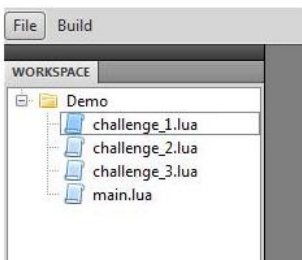 File Build
WORKSPACE
Demo
challenge_1.lua
challenge_2.lua
challenge_3.lua
main.lua